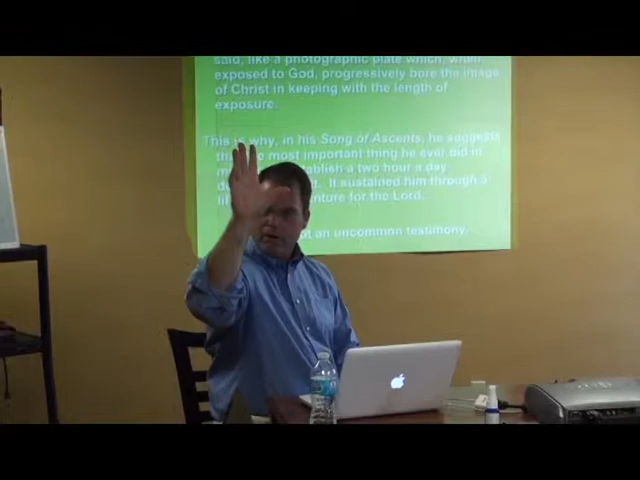 said, like a photographic plate which, when
exposed to God, progressively bore the image
of Christ in keeping with the length of
exposure.
This is why, in his Song of Ascents, he suggests
that most important thing he ever did in
establish a two hour a day
It sustained him through a
for the Lord.
an uncommon testimony.